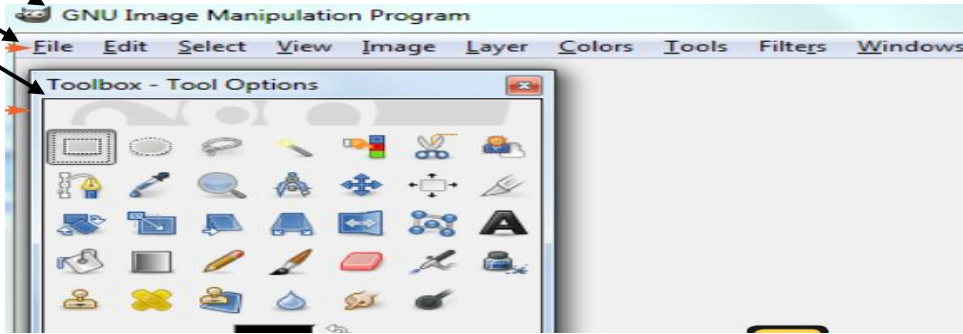 GNU Image Manipulation Program
File Edit Select View Image Layer Colors Tools Filters Windows
Toolbox - Tool Options